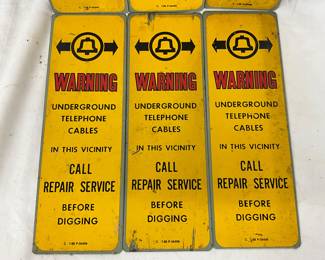 WARNING
UNDERGROUND
TELEPHONE
CABLES
IN THIS VICINITY
CALL
REPAIR SERVICE
BEFORE
DIGGING
WARNING
UNDERGROUND
TELEPHONE
CABLES
IN THIS VICINITY
CALL
REPAIR SERVICE
BEFORE
DIGGING
WARNING
UNDERGROUND
TELEPHONE
CABLES
IN THIS VICINITY
CALL
REPAIR SERVICE
BEFORE
DIGGING